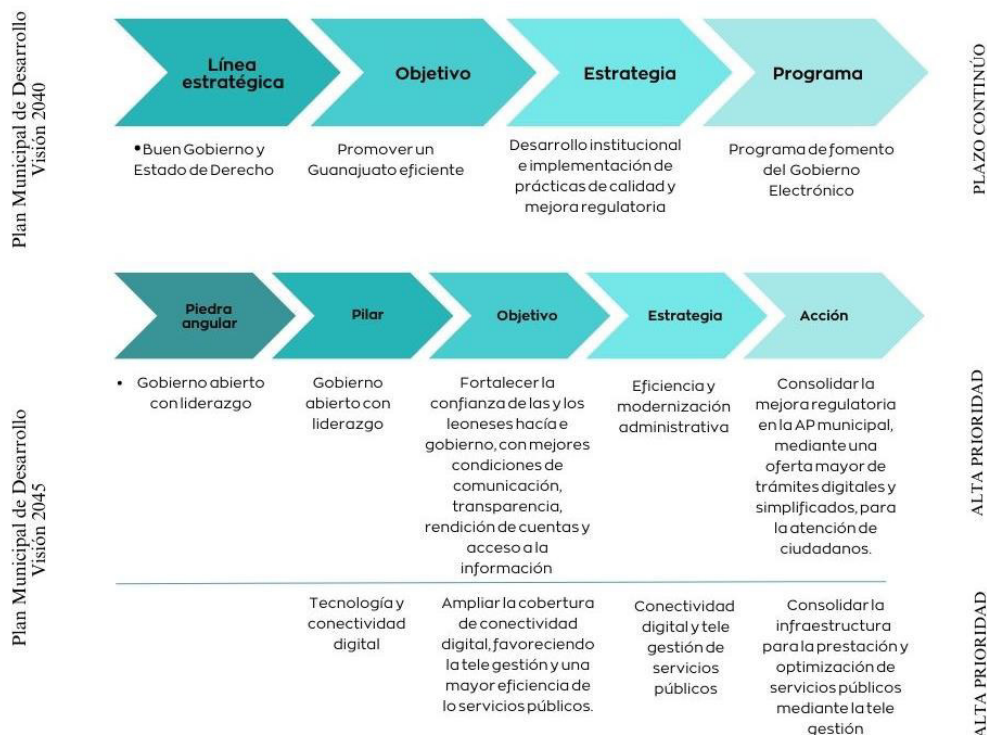 Plan Municipal de Desarrollo
Visión 2040
Línea
estratégica
Objetivo
Estrategia
Programa
•Buen Gobierno y
Estado de Derecho
Promover un
Guanajuato eficiente
Desarrollo institucional
e implementación de
prácticas de calidad y
mejora regulatoria
Programa de fomento
del Gobierno
Electrónico
PLAZO CONTINÚO
Plan Municipal de Desarrollo
Visión 2045
Piedra
angular
Pilar
Objetivo
Estrategia
Acción
• Gobierno abierto
con liderazgo
Gobierno
abierto con
liderazgo
Fortalecer la
confianza de las y los
leoneses hacía e
gobierno, con mejores
condiciones de
comunicación,
transparencia,
rendición de cuentas y
acceso a la
información
Eficiencia y
modernización
administrativa
Consolidar la
mejora regulatoria
en la AP municipal,
mediante una
oferta mayor de
trámites digitales y
simplificados, para
la atención de
ciudadanos.
ALTA PRIORIDAD
Tecnología y
conectividad
digital
Ampliar la cobertura
de conectividad
digital, favoreciendo
la tele gestión y una
mayor eficiencia de
lo servicios públicos.
Conectividad
digital y tele
gestión de
servicios
públicos
Consolidar la
infraestructura
para la prestación y
optimización de
servicios públicos
mediante la tele
gestión
ALTA PRIORIDAD